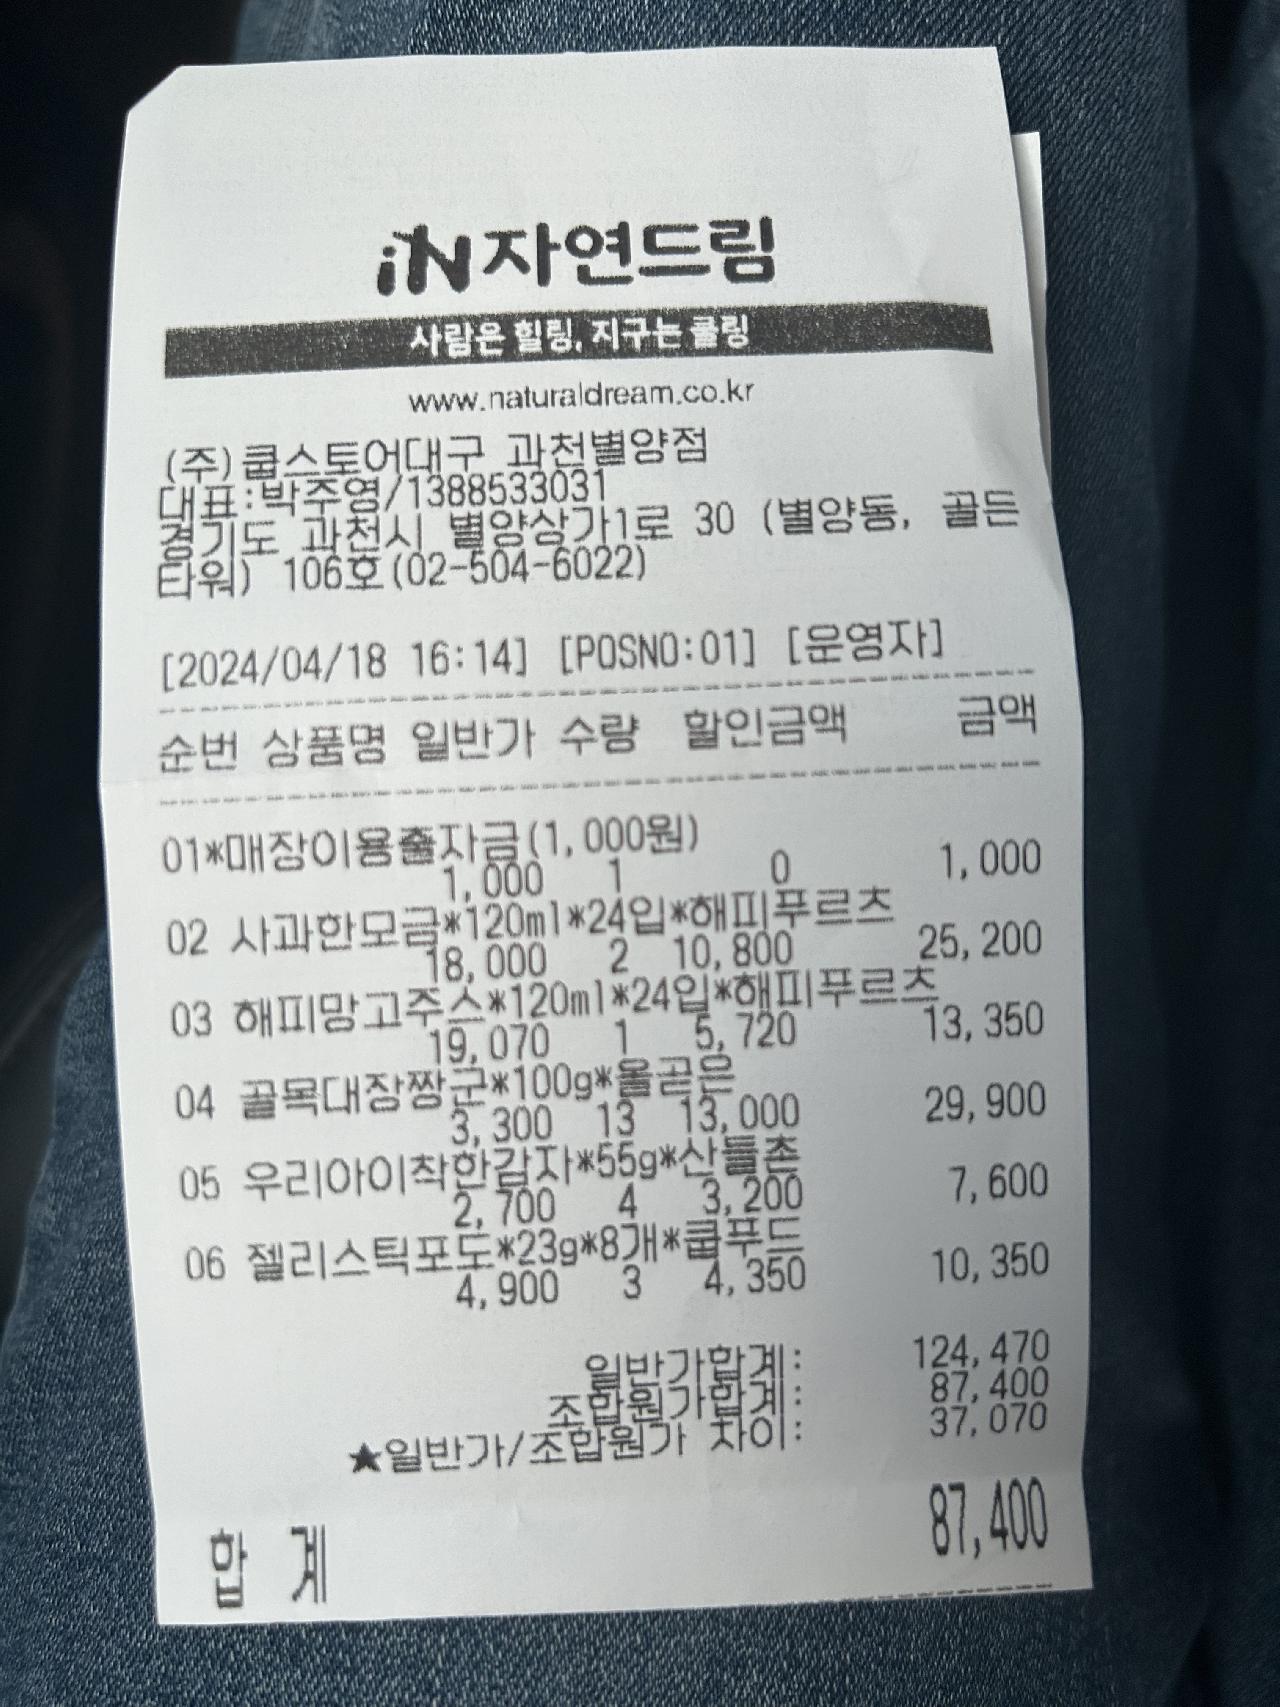 iN 자연드림
사람은 힐링, 지구는 쿨링
www.naturaldream.co.kr
(주)쿱스토어대구 과천별양점
대표:박주영/1388533031
경기도 과천시 별양상가1로 30 (별양동, 골든
타워) 106호(02-504-6022)
[2024/04/18 16:14] [POSNO:01] [운영자]
순번 상품명 일반가 수량 할인금액 금액
01*매장이용출자금(1,000원)
1,000 1 0 1,000
02 사과한모금*120ml*24입*해피푸르츠
18,000 2 10,800 25,200
03 해피망고주스*120ml*24입*해피푸르츠
19,070 1 5,720 13,350
04 골목대장짱군*100g*올곧은
3,300 13 13,000 29,900
05 우리아이착한감자*55g*산들촌
2,700 4 3,200 7,600
06 젤리스틱포도*23g*8개*쿱푸드
4,900 3 4,350 10,350
일반가합계: 124,470
조합원가합계: 87,400
★일반가/조합원가 차이: 37,070
합 계 87,400